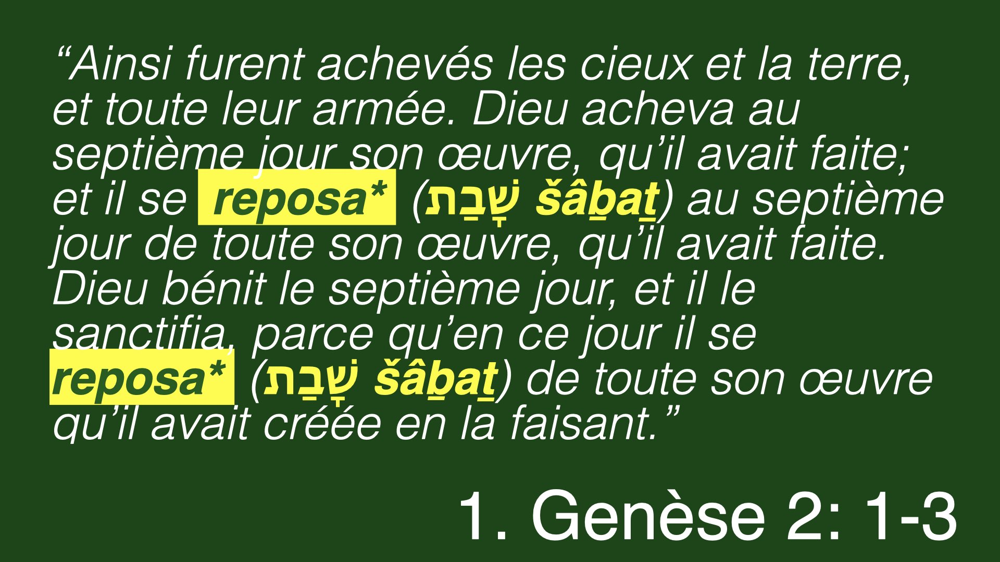 “Ainsi furent achevés les cieux et la terre,
et toute leur armée. Dieu acheva au
septième jour son œuvre, qu’il avait faite;
et il se reposa* (שָׁבַת šâḇaṯ) au septième
jour de toute son œuvre, qu’il avait faite.
Dieu bénit le septième jour, et il le
sanctifia, parce qu’en ce jour il se
reposa* (שָׁבַת šâḇaṯ) de toute son œuvre
qu’il avait créée en la faisant.”
1. Genèse 2: 1-3